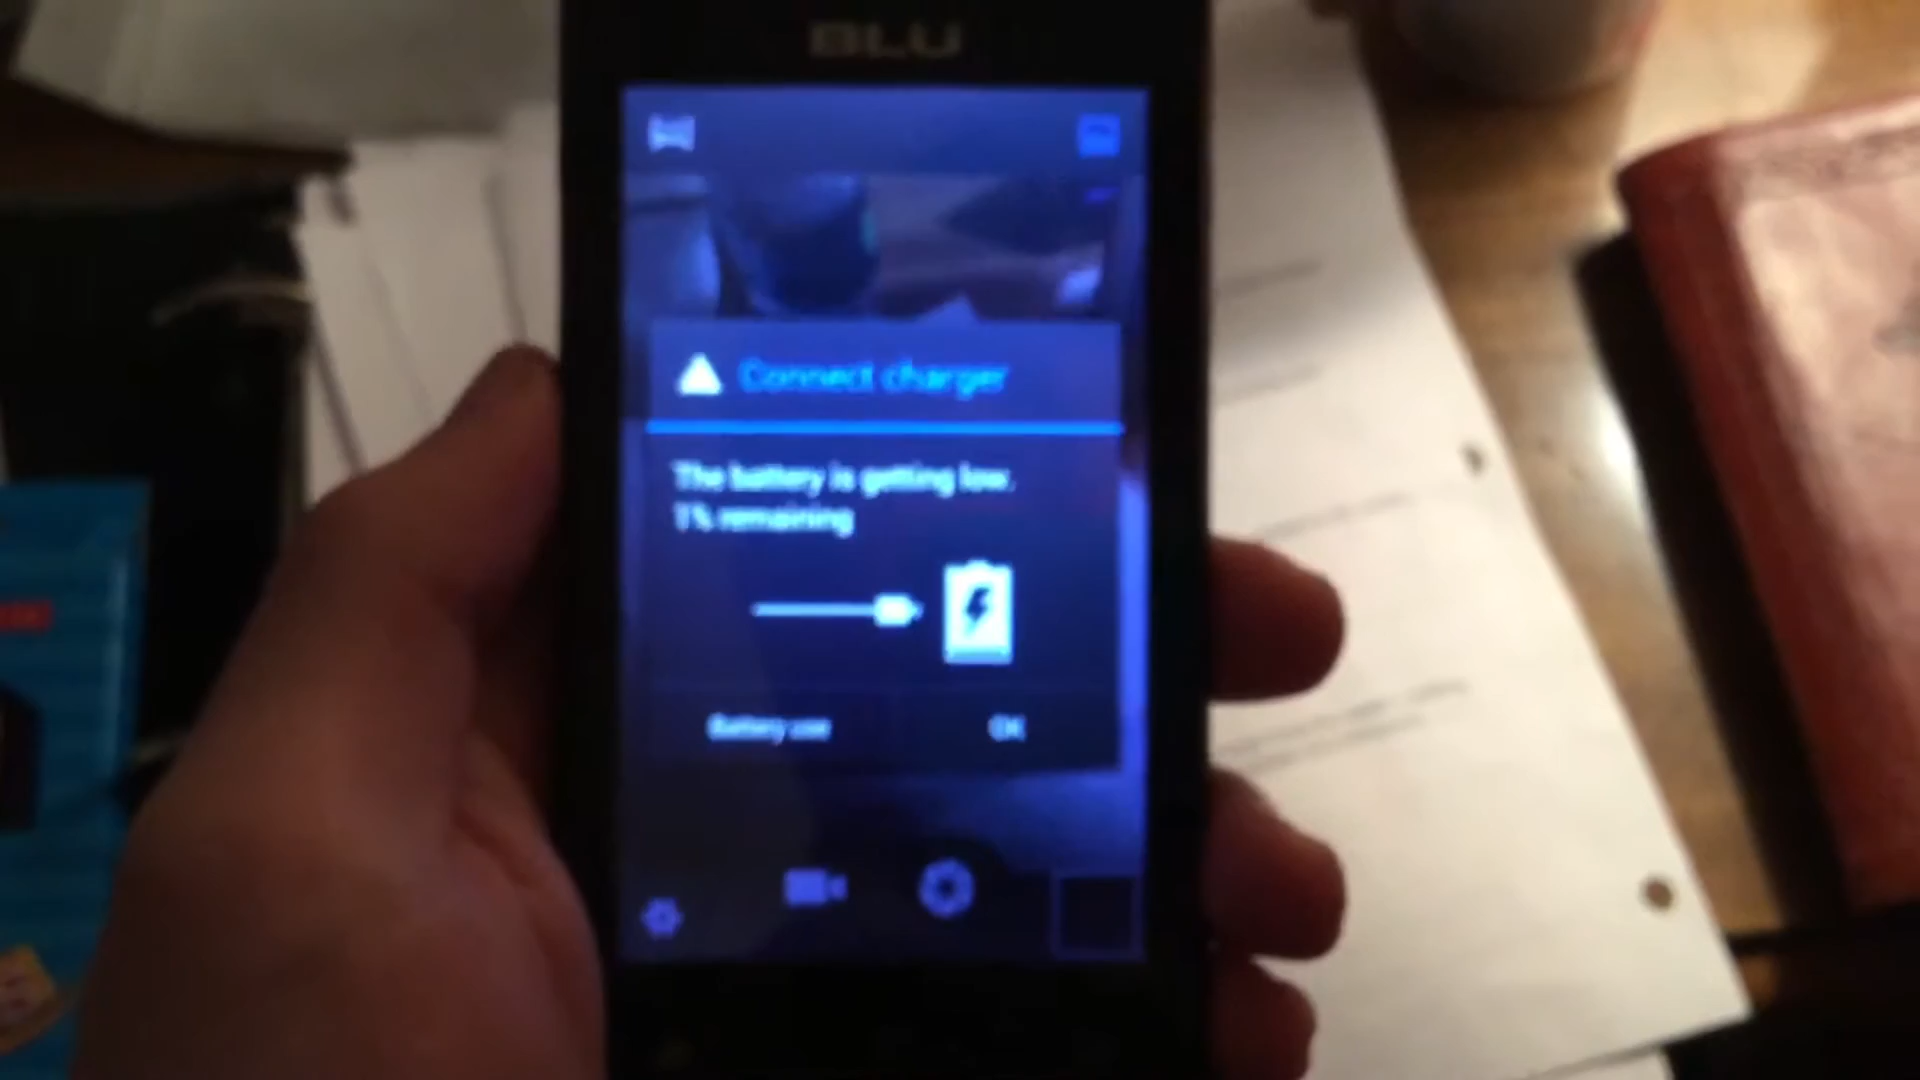 BLU
Connect charger
The battery is getting low.
1% remaining
Battery use
OK